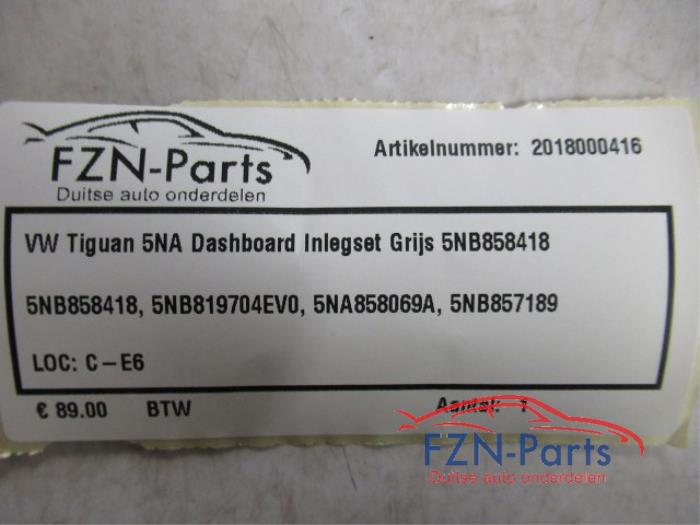 FZN-Parts
Duitse auto onderdelen
Artikelnummer: 2018000416
VW Tiguan 5NA Dashboard Inlegset Grijs 5NB858418
5NB858418, 5NB819704EV0, 5NA858069A, 5NB857189
LOC: C-E6
€ 89.00 BTW Aantal: 1
FZN-Parts
Duitse auto onderdelen